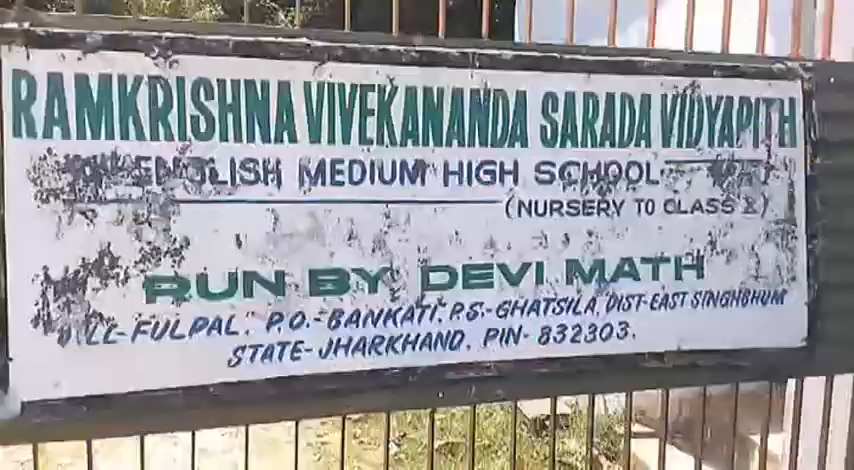 RAMKRISHNA VIVEKANANDA SARADA VIDYAPITH
ENGLISH MEDIUM HIGH SCHOOL
(NURSERY TO CLASS X)
RUN BY DEVI MATH
VILL-FULPAL. P.O.-BANKATI. P.S.-GHATSILA, DIST-EAST SINGHBHUM
STATE-JHARKHAND. PIN-832303.